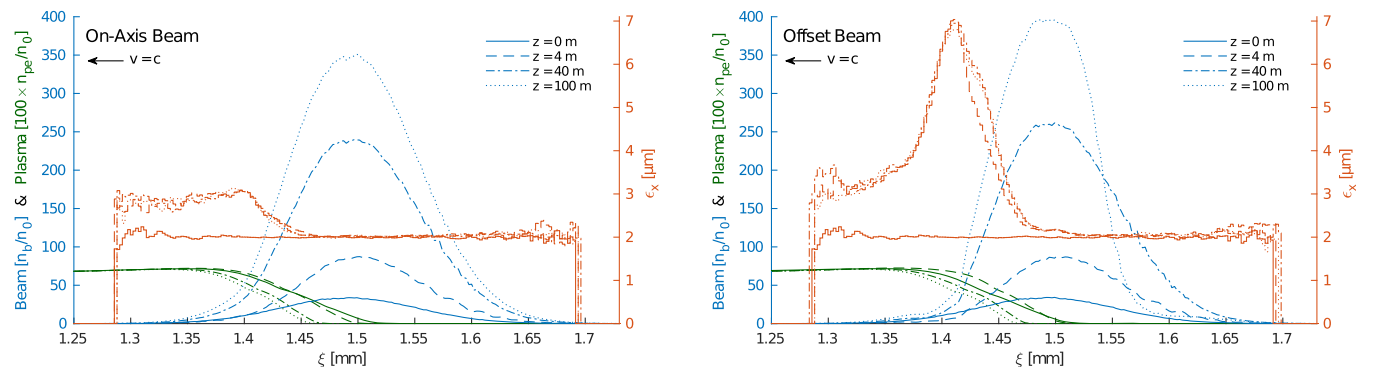 On-Axis Beam
v = c
z = 0 m
z = 4 m
z = 40 m
z = 100 m
Beam [n_b/n_0] & Plasma [100 × n_pe/n_0]
400
350
300
250
200
150
100
50
0
7
6
5
4
3
2
1
0
ϵ_x [µm]
1.25 1.3 1.35 1.4 1.45 1.5 1.55 1.6 1.65 1.7
ξ [mm]
Offset Beam
v = c
z = 0 m
z = 4 m
z = 40 m
z = 100 m
Beam [n_b/n_0] & Plasma [100 × n_pe/n_0]
400
350
300
250
200
150
100
50
0
7
6
5
4
3
2
1
0
ϵ_x [µm]
1.25 1.3 1.35 1.4 1.45 1.5 1.55 1.6 1.65 1.7
ξ [mm]